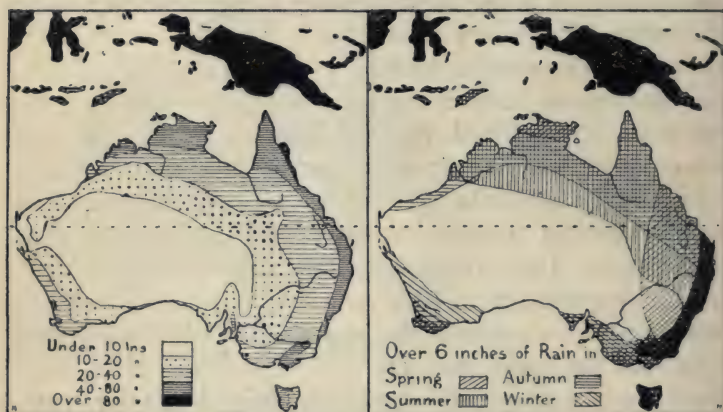 Under 10 Ins
10-20 "
20-40 "
40-80 "
Over 80 "
Over 6 inches of Rain in
Spring Autumn
Summer Winter